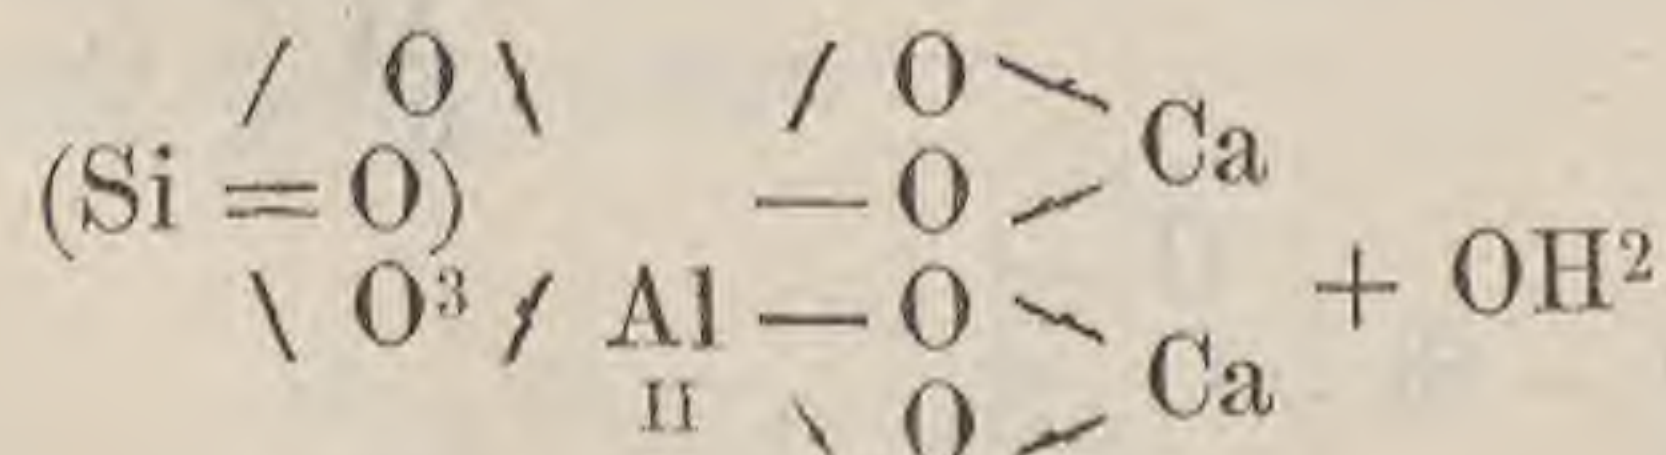 / O \ / O \ Ca
(Si = O) — O /
\ O³ / Al — O \ Ca + OH²
II \ O /